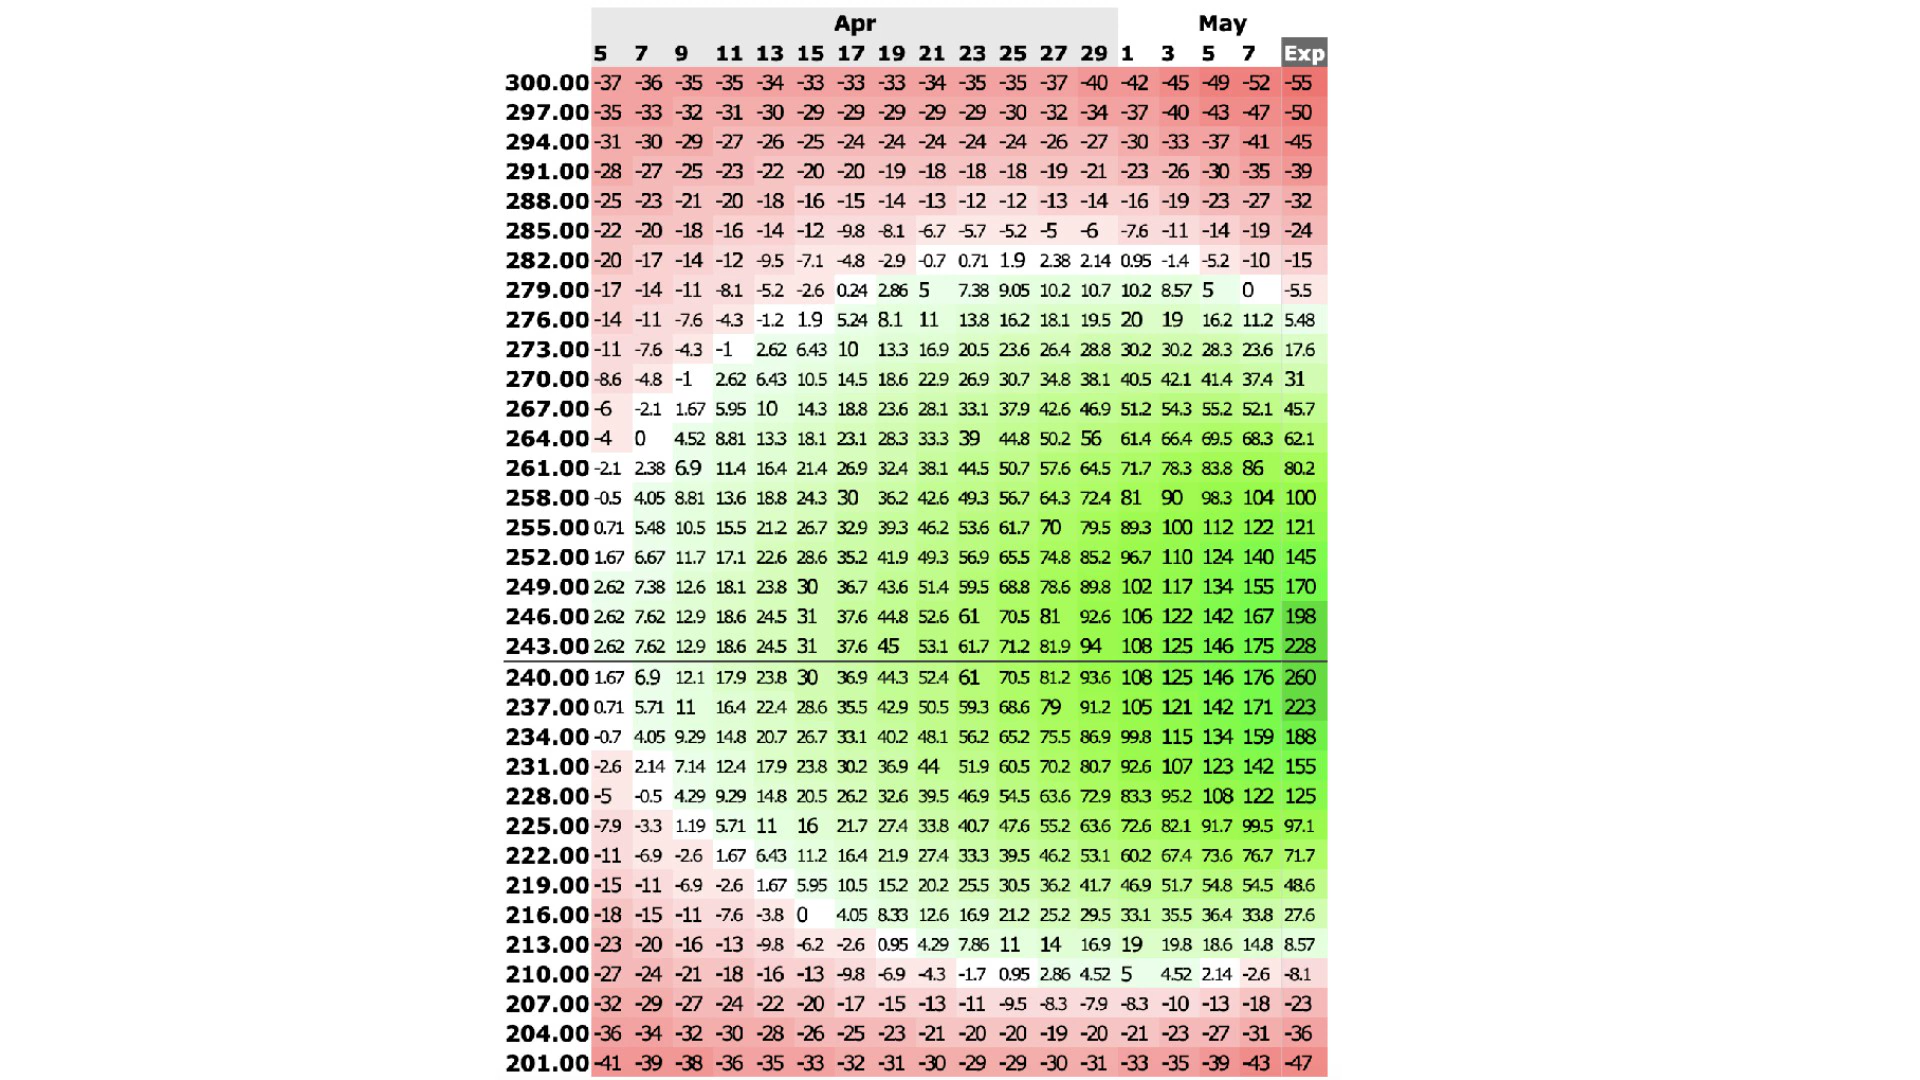 Apr May
5 7 9 11 13 15 17 19 21 23 25 27 29 1 3 5 7 Exp
300.00 -37 -36 -35 -35 -34 -33 -33 -33 -34 -35 -35 -37 -40 -42 -45 -49 -52 -55
297.00 -35 -33 -32 -31 -30 -29 -29 -29 -29 -29 -30 -32 -34 -37 -40 -43 -47 -50
294.00 -31 -30 -29 -27 -26 -25 -24 -24 -24 -24 -24 -26 -27 -30 -33 -37 -41 -45
291.00 -28 -27 -25 -23 -22 -20 -20 -19 -18 -18 -18 -19 -21 -23 -26 -30 -35 -39
288.00 -25 -23 -21 -20 -18 -16 -15 -14 -13 -12 -12 -13 -14 -16 -19 -23 -27 -32
285.00 -22 -20 -18 -16 -14 -12 -9.8 -8.1 -6.7 -5.7 -5.2 -5 -6 -7.6 -11 -14 -19 -24
282.00 -20 -17 -14 -12 -9.5 -7.1 -4.8 -2.9 -0.7 0.71 1.9 2.38 2.14 0.95 -1.4 -5.2 -10 -15
279.00 -17 -14 -11 -8.1 -5.2 -2.6 0.24 2.86 5 7.38 9.05 10.2 10.7 10.2 8.57 5 0 -5.5
276.00 -14 -11 -7.6 -4.3 -1.2 1.9 5.24 8.1 11 13.8 16.2 18.1 19.5 20 19 16.2 11.2 5.48
273.00 -11 -7.6 -4.3 -1 2.62 6.43 10 13.3 16.9 20.5 23.6 26.4 28.8 30.2 30.2 28.3 23.6 17.6
270.00 -8.6 -4.8 -1 2.62 6.43 10.5 14.5 18.6 22.9 26.9 30.7 34.8 38.1 40.5 42.1 41.4 37.4 31
267.00 -6 -2.1 1.67 5.95 10 14.3 18.8 23.6 28.1 33.1 37.9 42.6 46.9 51.2 54.3 55.2 52.1 45.7
264.00 -4 0 4.52 8.81 13.3 18.1 23.1 28.3 33.3 39 44.8 50.2 56 61.4 66.4 69.5 68.3 62.1
261.00 -2.1 2.38 6.9 11.4 16.4 21.4 26.9 32.4 38.1 44.5 50.7 57.6 64.5 71.7 78.3 83.8 86 80.2
258.00 -0.5 4.05 8.81 13.6 18.8 24.3 30 36.2 42.6 49.3 56.7 64.3 72.4 81 90 98.3 104 100
255.00 0.71 5.48 10.5 15.5 21.2 26.7 32.9 39.3 46.2 53.6 61.7 70 79.5 89.3 100 112 122 121
252.00 1.67 6.67 11.7 17.1 22.6 28.6 35.2 41.9 49.3 56.9 65.5 74.8 85.2 96.7 110 124 140 145
249.00 2.62 7.38 12.6 18.1 23.8 30 36.7 43.6 51.4 59.5 68.8 78.6 89.8 102 117 134 155 170
246.00 2.62 7.62 12.9 18.6 24.5 31 37.6 44.8 52.6 61 70.5 81 92.6 106 122 142 167 198
243.00 2.62 7.62 12.9 18.6 24.5 31 37.6 45 53.1 61.7 71.2 81.9 94 108 125 146 175 228
240.00 1.67 6.9 12.1 17.9 23.8 30 36.9 44.3 52.4 61 70.5 81.2 93.6 108 125 146 176 260
237.00 0.71 5.71 11 16.4 22.4 28.6 35.5 42.9 50.5 59.3 68.6 79 91.2 105 121 142 171 223
234.00 -0.7 4.05 9.29 14.8 20.7 26.7 33.1 40.2 48.1 56.2 65.2 75.5 86.9 99.8 115 134 159 188
231.00 -2.6 2.14 7.14 12.4 17.9 23.8 30.2 36.9 44 51.9 60.5 70.2 80.7 92.6 107 123 142 155
228.00 -5 -0.5 4.29 9.29 14.8 20.5 26.2 32.6 39.5 46.9 54.5 63.6 72.9 83.3 95.2 108 122 125
225.00 -7.9 -3.3 1.19 5.71 11 16 21.7 27.4 33.8 40.7 47.6 55.2 63.6 72.6 82.1 91.7 99.5 97.1
222.00 -11 -6.9 -2.6 1.67 6.43 11.2 16.4 21.9 27.4 33.3 39.5 46.2 53.1 60.2 67.4 73.6 76.7 71.7
219.00 -15 -11 -6.9 -2.6 1.67 5.95 10.5 15.2 20.2 25.5 30.5 36.2 41.7 46.9 51.7 54.8 54.5 48.6
216.00 -18 -15 -11 -7.6 -3.8 0 4.05 8.33 12.6 16.9 21.2 25.2 29.5 33.1 35.5 36.4 33.8 27.6
213.00 -23 -20 -16 -13 -9.8 -6.2 -2.6 0.95 4.29 7.86 11 14 16.9 19 19.8 18.6 14.8 8.57
210.00 -27 -24 -21 -18 -16 -13 -9.8 -6.9 -4.3 -1.7 0.95 2.86 4.52 5 4.52 2.14 -2.6 -8.1
207.00 -32 -29 -27 -24 -22 -20 -17 -15 -13 -11 -9.5 -8.3 -7.9 -8.3 -10 -13 -18 -23
204.00 -36 -34 -32 -30 -28 -26 -25 -23 -21 -20 -20 -19 -20 -21 -23 -27 -31 -36
201.00 -41 -39 -38 -36 -35 -33 -32 -31 -30 -29 -29 -30 -31 -33 -35 -39 -43 -47